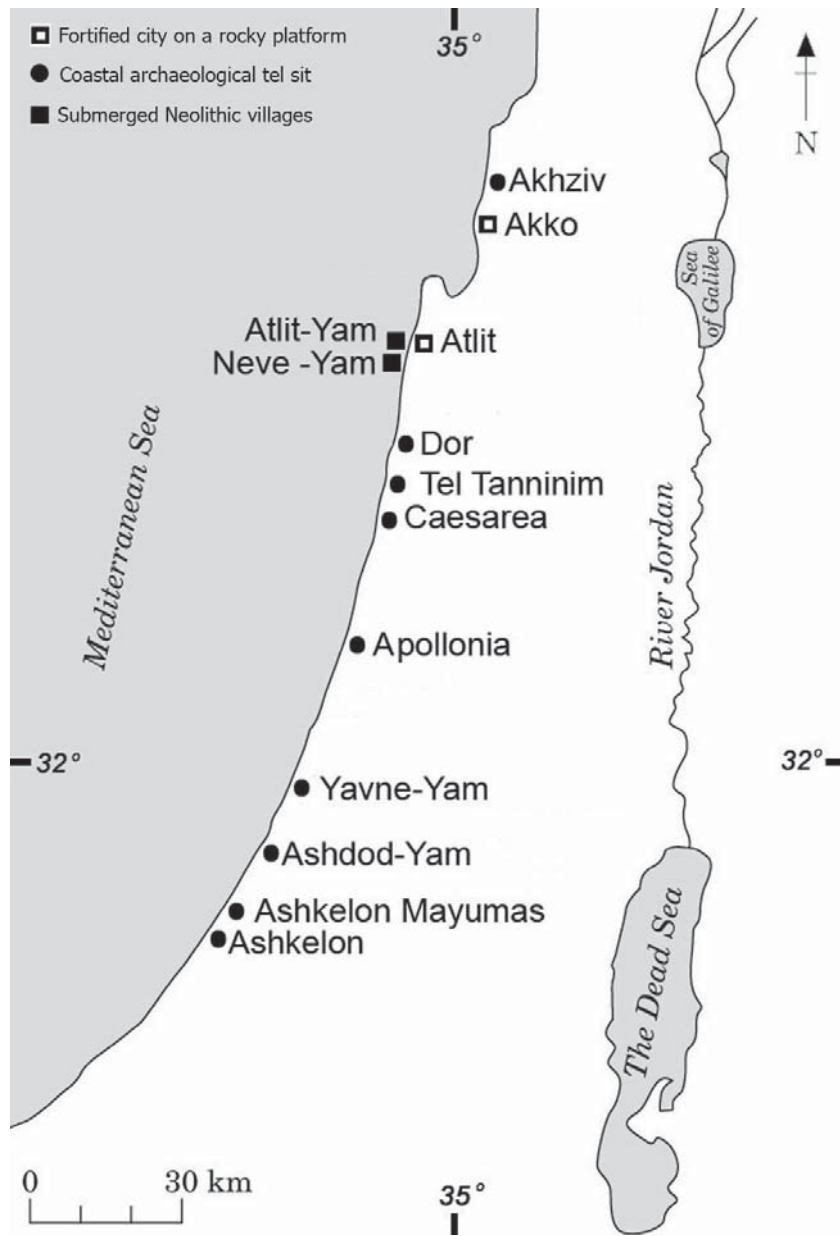 Fortified city on a rocky platform
Coastal archaeological tel sit
Submerged Neolithic villages
35°
N
Akhziv
Akko
Sea
of Galilee
Atlit-Yam
Atlit
Neve -Yam
Dor
Tel Tanninim
Caesarea
Mediterranean Sea
River Jordan
Apollonia
32°
32°
Yavne-Yam
Ashdod-Yam
Ashkelon Mayumas
Ashkelon
The Dead Sea
0 30 km
35°